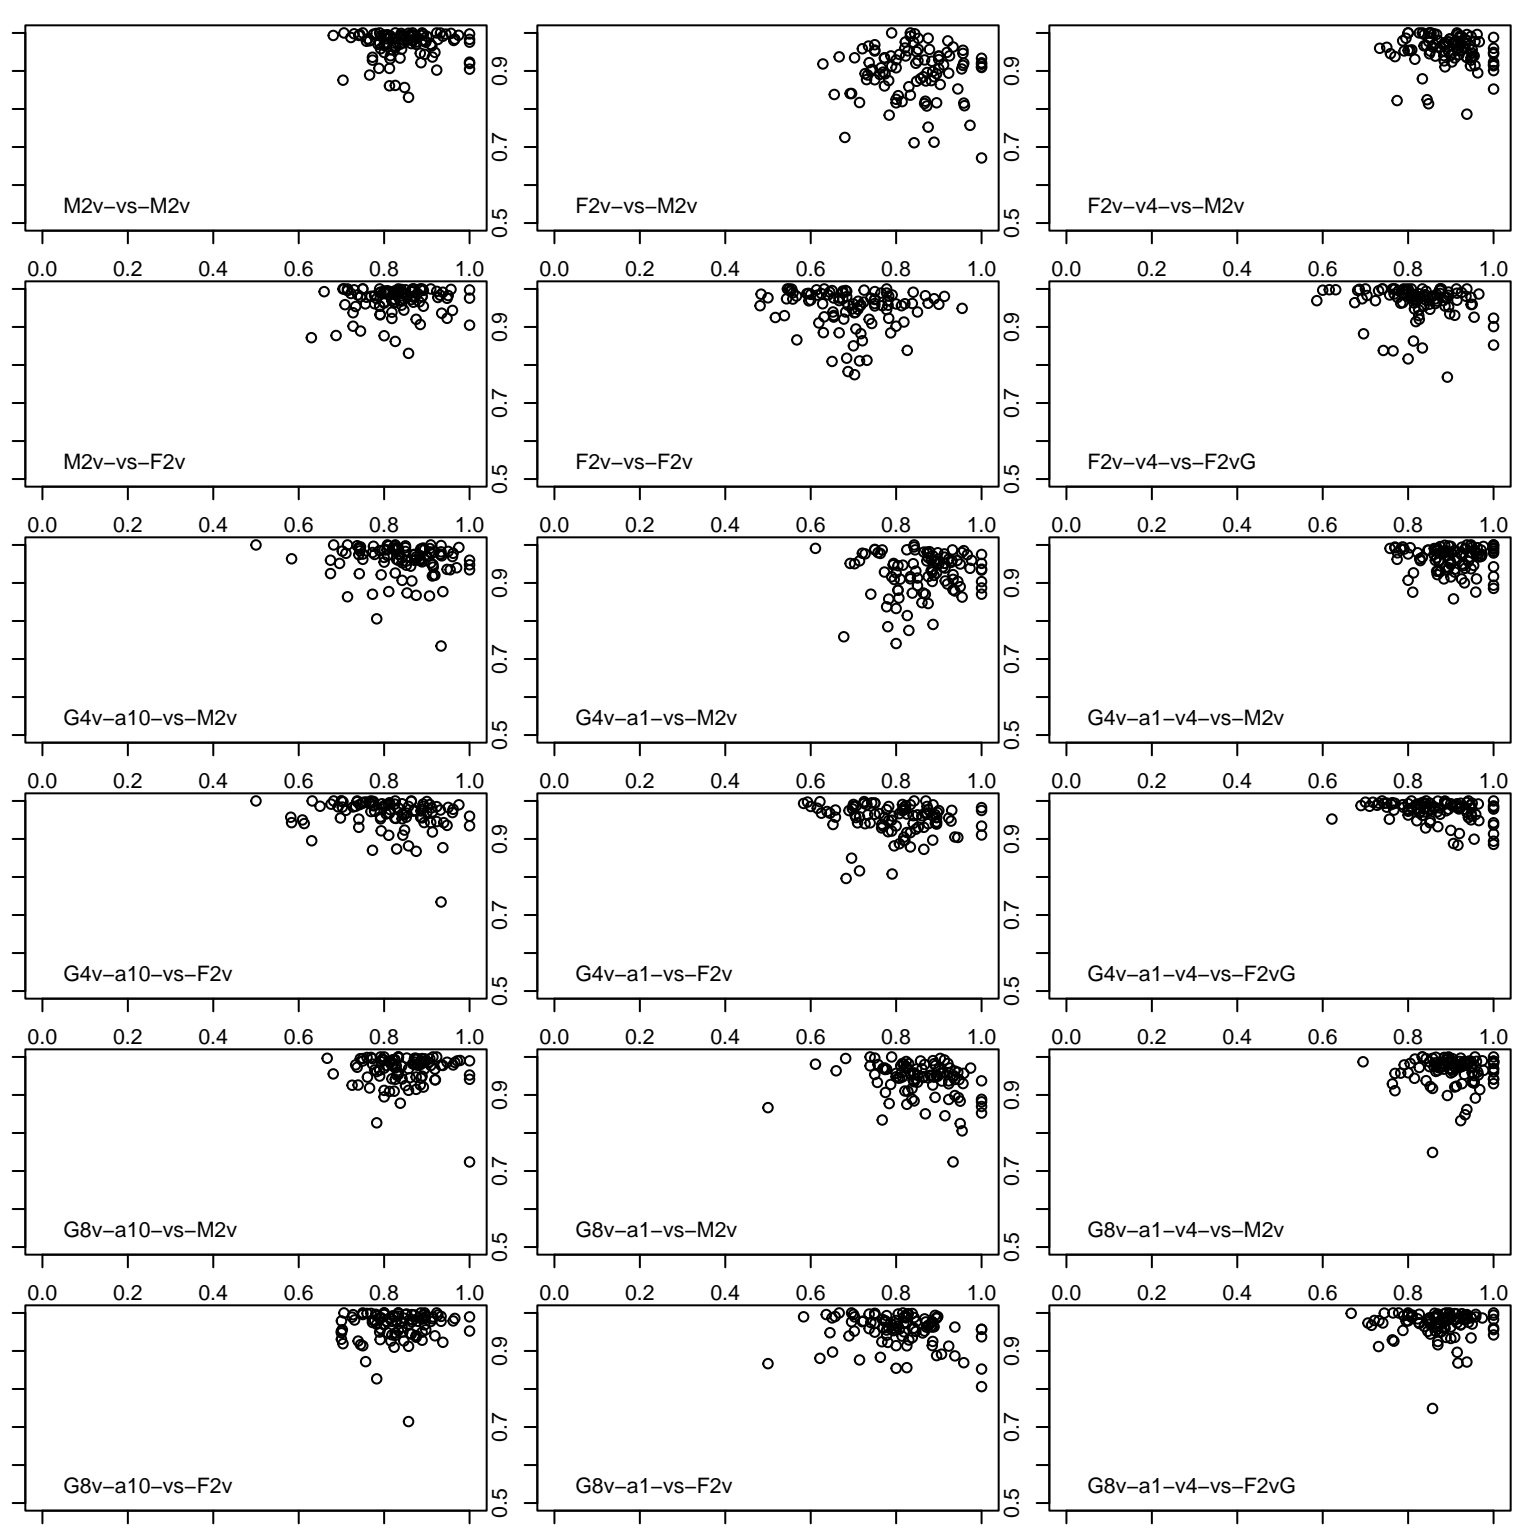 0.9 0.9
0.7 0.7
M2v−vs−M2v F2v−vs−M2v F2v−v4−vs−M2v
0.5 0.5
0.0 0.2 0.4 0.6 0.8 1.0 0.0 0.2 0.4 0.6 0.8 1.0 0.0 0.2 0.4 0.6 0.8 1.0
0.9 0.9
0.7 0.7
M2v−vs−F2v F2v−vs−F2v F2v−v4−vs−F2vG
0.5 0.5
0.0 0.2 0.4 0.6 0.8 1.0 0.0 0.2 0.4 0.6 0.8 1.0 0.0 0.2 0.4 0.6 0.8 1.0
0.9 0.9
0.7 0.7
G4v−a10−vs−M2v G4v−a1−vs−M2v G4v−a1−v4−vs−M2v
0.5 0.5
0.0 0.2 0.4 0.6 0.8 1.0 0.0 0.2 0.4 0.6 0.8 1.0 0.0 0.2 0.4 0.6 0.8 1.0
0.9 0.9
0.7 0.7
G4v−a10−vs−F2v G4v−a1−vs−F2v G4v−a1−v4−vs−F2vG
0.5 0.5
0.0 0.2 0.4 0.6 0.8 1.0 0.0 0.2 0.4 0.6 0.8 1.0 0.0 0.2 0.4 0.6 0.8 1.0
0.9 0.9
0.7 0.7
G8v−a10−vs−M2v G8v−a1−vs−M2v G8v−a1−v4−vs−M2v
0.5 0.5
0.0 0.2 0.4 0.6 0.8 1.0 0.0 0.2 0.4 0.6 0.8 1.0 0.0 0.2 0.4 0.6 0.8 1.0
0.9 0.9
0.7 0.7
G8v−a10−vs−F2v G8v−a1−vs−F2v G8v−a1−v4−vs−F2vG
0.5 0.5